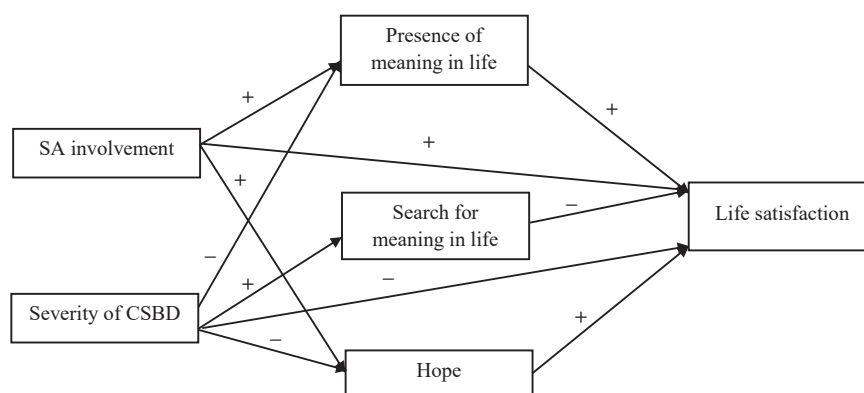 Presence of
meaning in life
+
+
SA involvement
+
+
Search for
meaning in life
−
Life satisfaction
−
+
−
Severity of CSBD
+
−
Hope